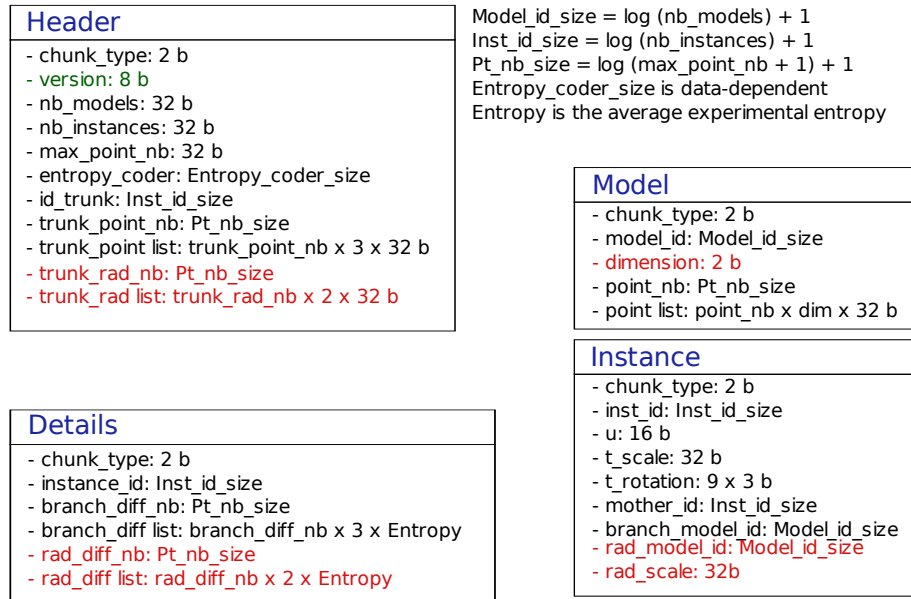 Header
- chunk_type: 2 b
- version: 8 b
- nb_models: 32 b
- nb_instances: 32 b
- max_point_nb: 32 b
- entropy_coder: Entropy_coder_size
- id_trunk: Inst_id_size
- trunk_point_nb: Pt_nb_size
- trunk_point list: trunk_point_nb x 3 x 32 b
- trunk_rad_nb: Pt_nb_size
- trunk_rad list: trunk_rad_nb x 2 x 32 b
Model_id_size = log (nb_models) + 1
Inst_id_size = log (nb_instances) + 1
Pt_nb_size = log (max_point_nb + 1) + 1
Entropy_coder_size is data-dependent
Entropy is the average experimental entropy
Model
- chunk_type: 2 b
- model_id: Model_id_size
- dimension: 2 b
- point_nb: Pt_nb_size
- point list: point_nb x dim x 32 b
Details
- chunk_type: 2 b
- instance_id: Inst_id_size
- branch_diff_nb: Pt_nb_size
- branch_diff list: branch_diff_nb x 3 x Entropy
- rad_diff_nb: Pt_nb_size
- rad_diff list: rad_diff_nb x 2 x Entropy
Instance
- chunk_type: 2 b
- inst_id: Inst_id_size
- u: 16 b
- t_scale: 32 b
- t_rotation: 9 x 3 b
- mother_id: Inst_id_size
- branch_model_id: Model_id_size
- rad_model_id: Model_id_size
- rad_scale: 32b